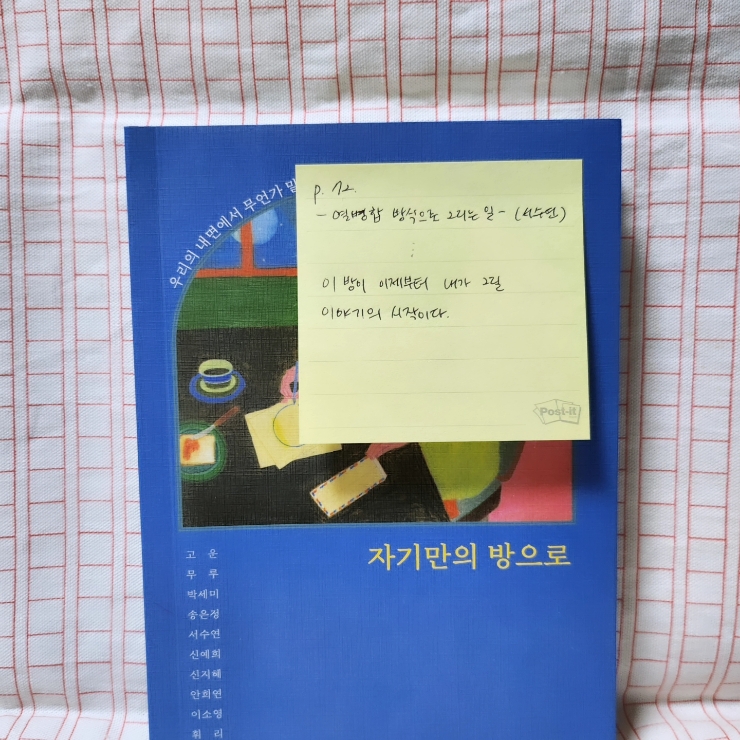 우리의 내면에서 무언가
p. 72.
- 열병합 방식으로 그리는 일 - (서수연)
⋮
이 방이 이제부터 내가 그릴
이야기의 시작이다.
Post-it
자기만의 방으로
고 운
무 루
박세미
송은정
서수연
신예희
신지혜
안희연
이소영
휘 리